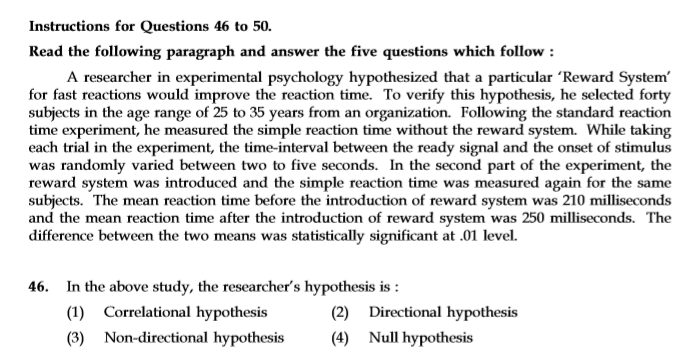 Instructions for Questions 46 to 50.
Read the following paragraph and answer the five questions which follow :
A researcher in experimental psychology hypothesized that a particular ‘Reward System’
for fast reactions would improve the reaction time. To verify this hypothesis, he selected forty
subjects in the age range of 25 to 35 years from an organization. Following the standard reaction
time experiment, he measured the simple reaction time without the reward system. While taking
each trial in the experiment, the time-interval between the ready signal and the onset of stimulus
was randomly varied between two to five seconds. In the second part of the experiment, the
reward system was introduced and the simple reaction time was measured again for the same
subjects. The mean reaction time before the introduction of reward system was 210 milliseconds
and the mean reaction time after the introduction of reward system was 250 milliseconds. The
difference between the two means was statistically significant at .01 level.
46. In the above study, the researcher's hypothesis is :
(1) Correlational hypothesis (2) Directional hypothesis
(3) Non-directional hypothesis (4) Null hypothesis